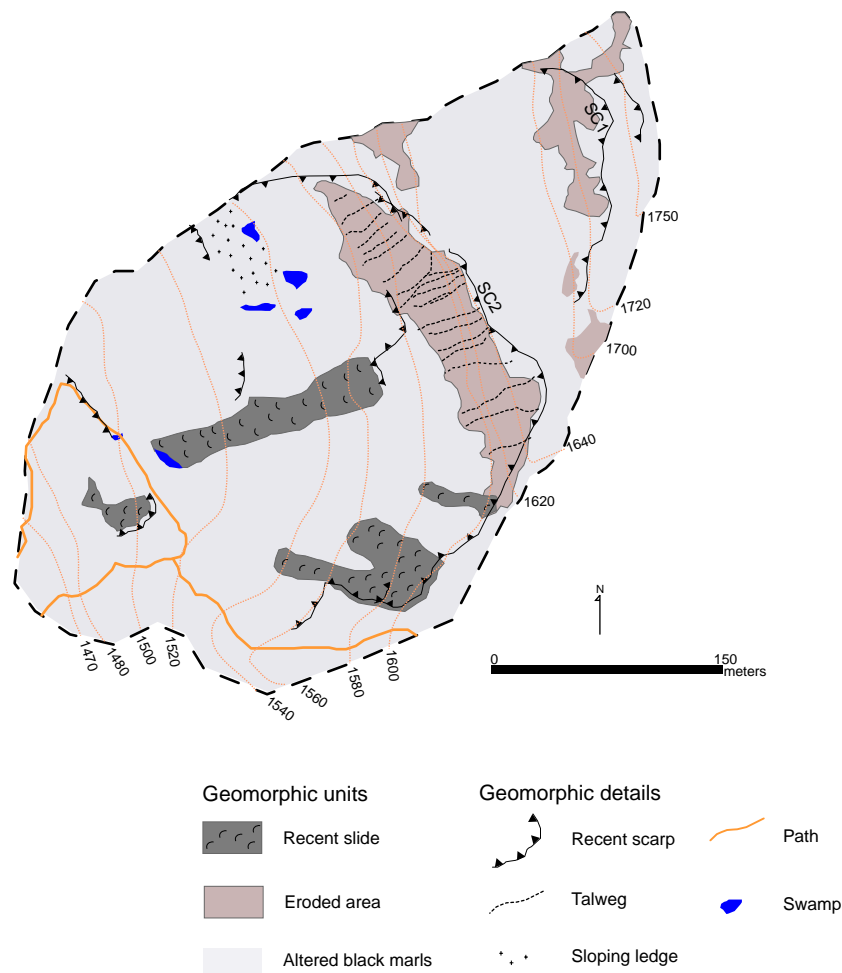 SC1
1750
SC2
1720
1700
1640
1620
N
1470
1480
1500
1520
1540
1560
1580
1600
0
150
meters
Geomorphic units
Geomorphic details
Recent slide
Recent scarp
Path
Eroded area
Talweg
Swamp
Altered black marls
Sloping ledge